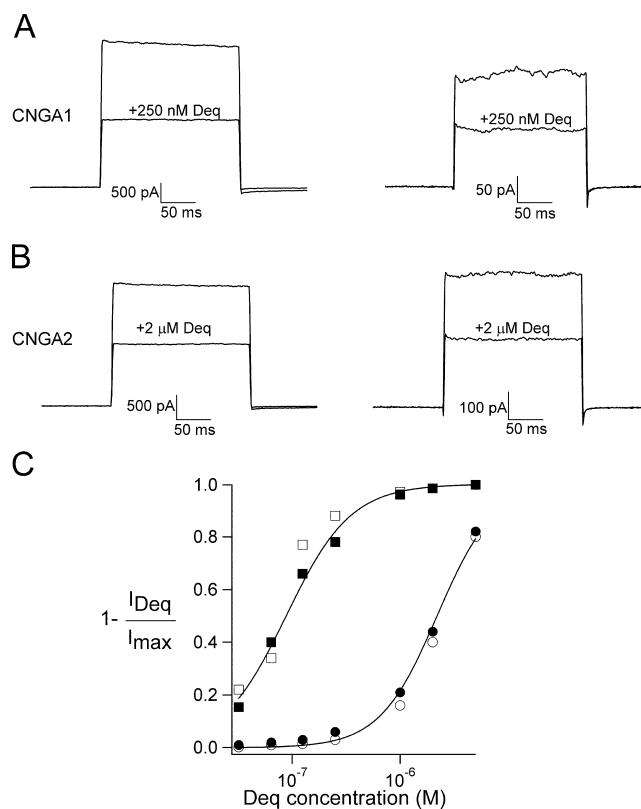 A
CNGA1
+250 nM Deq
500 pA
50 ms
+250 nM Deq
50 pA
50 ms
B
CNGA2
+2 μM Deq
500 pA
50 ms
+2 μM Deq
100 pA
50 ms
C
1.0
0.8
0.6
0.4
0.2
0.0
1- I_Deq / I_max
10⁻⁷
10⁻⁶
Deq concentration (M)